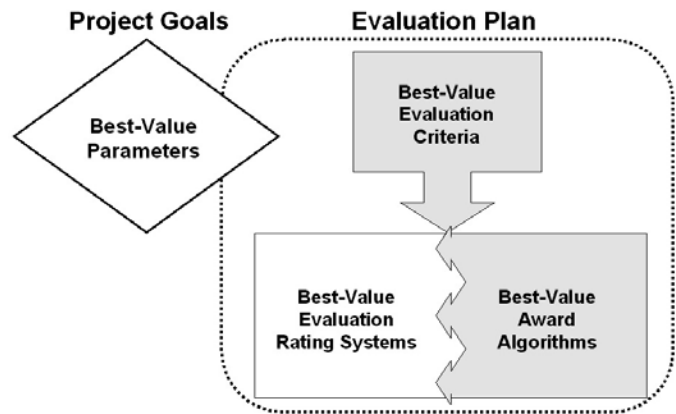 Project Goals
Evaluation Plan
Best-Value
Parameters
Best-Value
Evaluation
Criteria
Best-Value
Evaluation
Rating Systems
Best-Value
Award
Algorithms